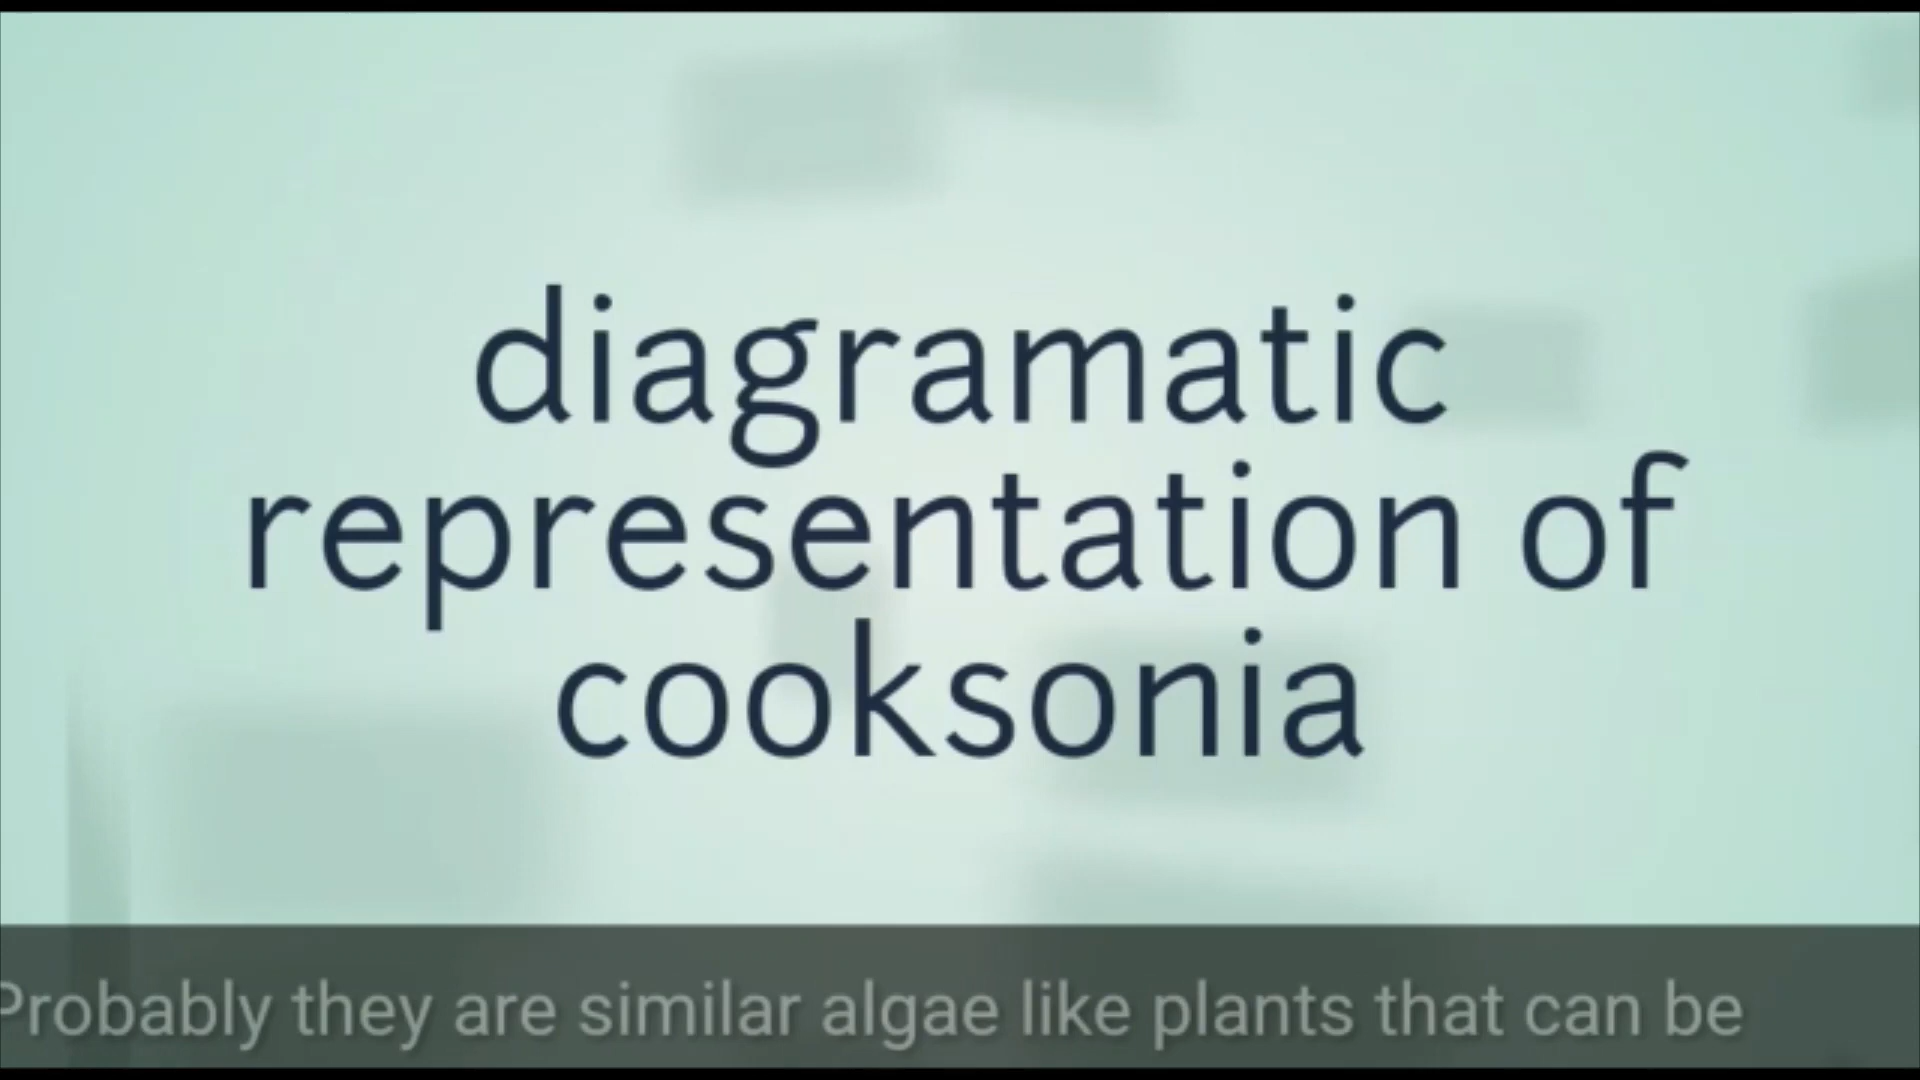 diagramatic
representation of
cooksonia
Probably they are similar algae like plants that can be